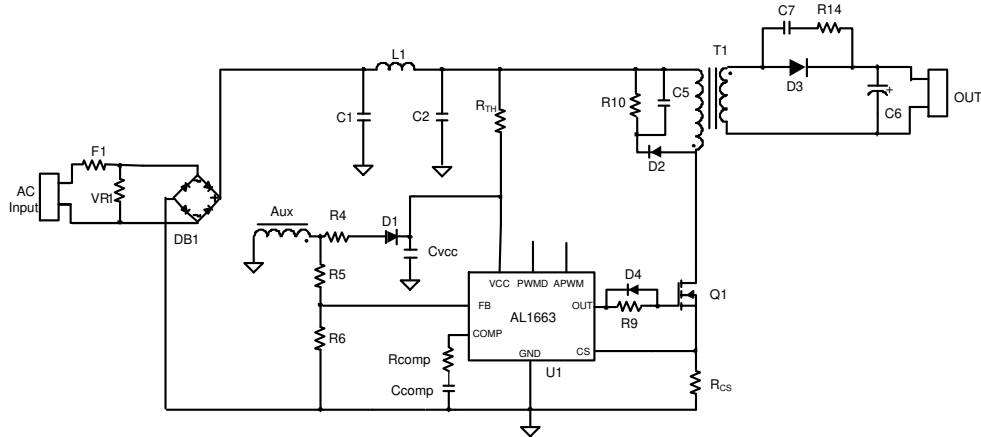 C7
R14
T1
D3
C6
+
OUT
L1
C1
C2
RTH
R10
C5
D2
F1
AC
Input
VR1
DB1
Aux
R4
D1
Cvcc
R5
R6
VCC
PWMD
APWM
FB
OUT
AL1663
COMP
GND
CS
U1
Rcomp
Ccomp
D4
R9
Q1
RCS